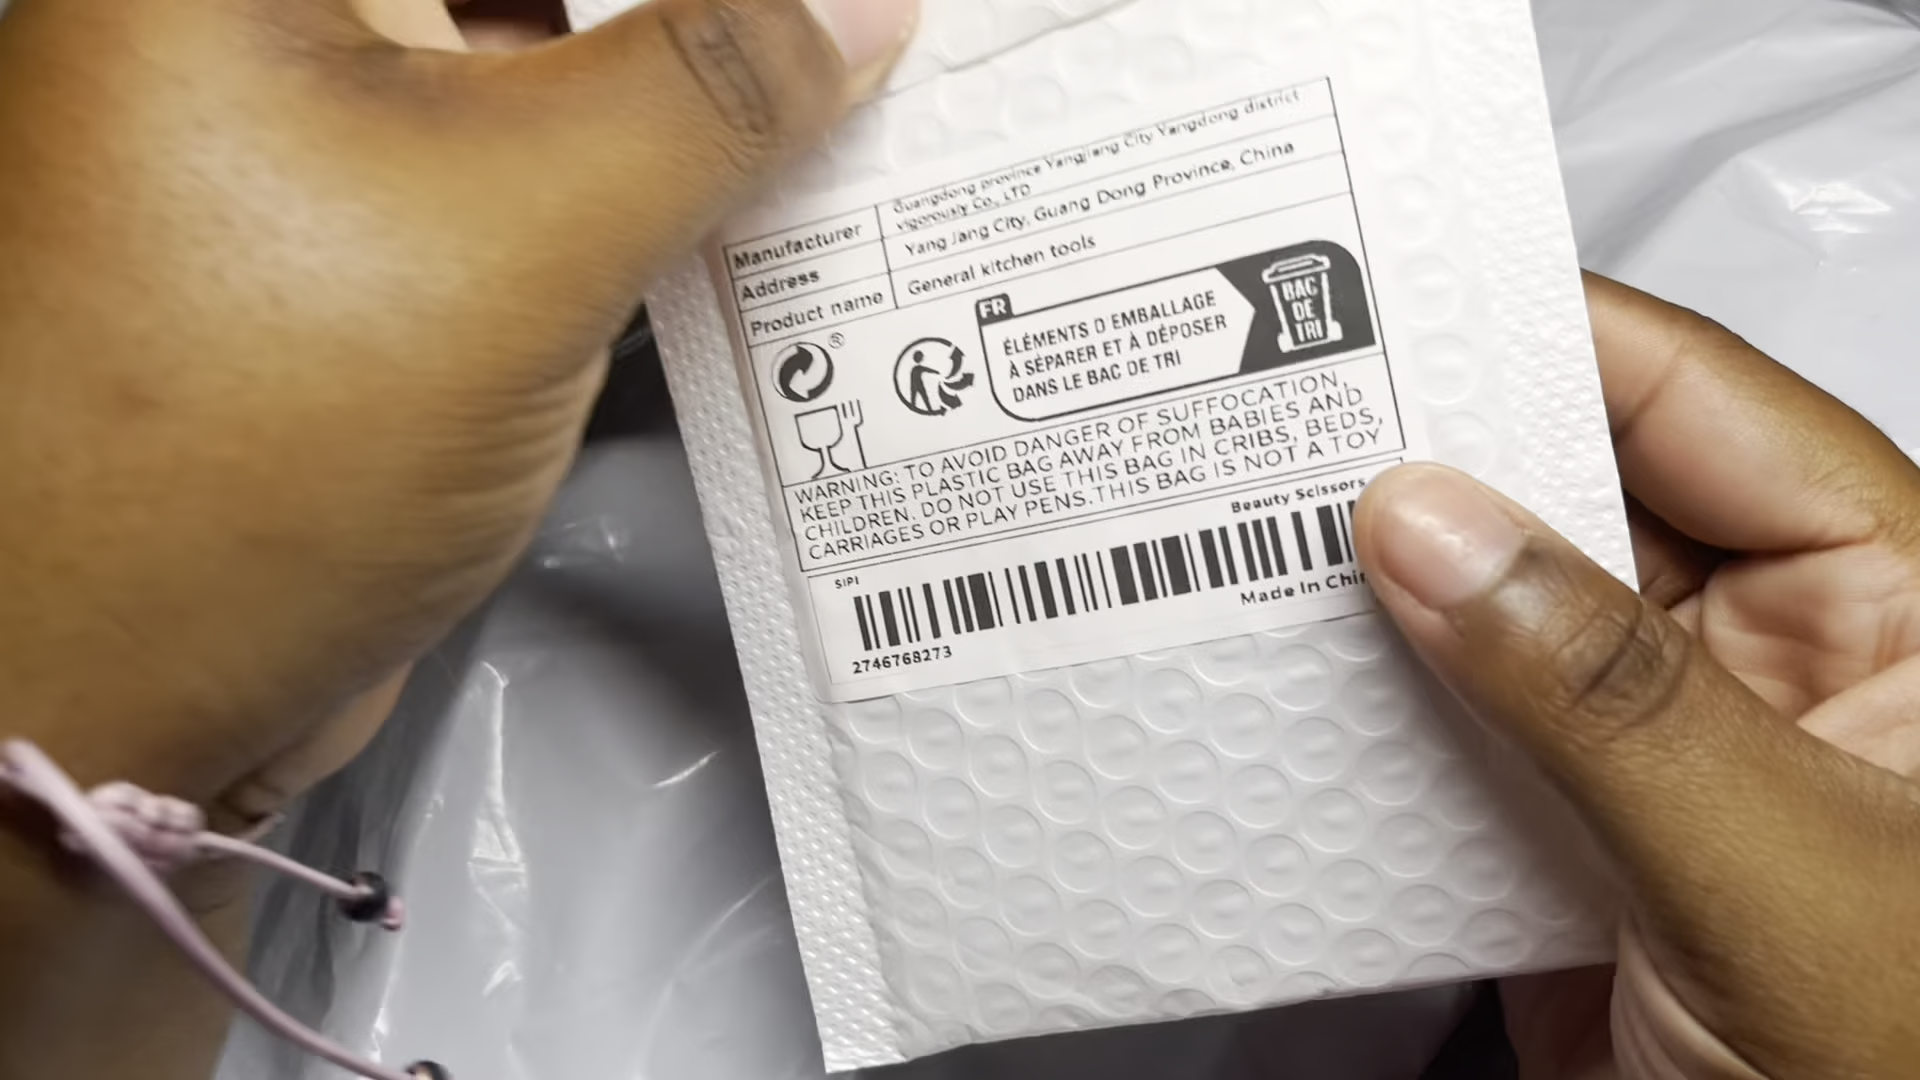 Manufacturer Guangdong province Yangjiang City Yangdong district
vigorously Co., LTD
Address Yang Jang City, Guang Dong Province, China
Product name General kitchen tools
®
FR
ÉLÉMENTS D'EMBALLAGE
À SÉPARER ET À DÉPOSER
DANS LE BAC DE TRI
BAC
DE
TRI
WARNING: TO AVOID DANGER OF SUFFOCATION,
KEEP THIS PLASTIC BAG AWAY FROM BABIES AND
CHILDREN. DO NOT USE THIS BAG IN CRIBS, BEDS,
CARRIAGES OR PLAY PENS.THIS BAG IS NOT A TOY
Beauty Scissors
SIPI
Made In Chi
2746768273